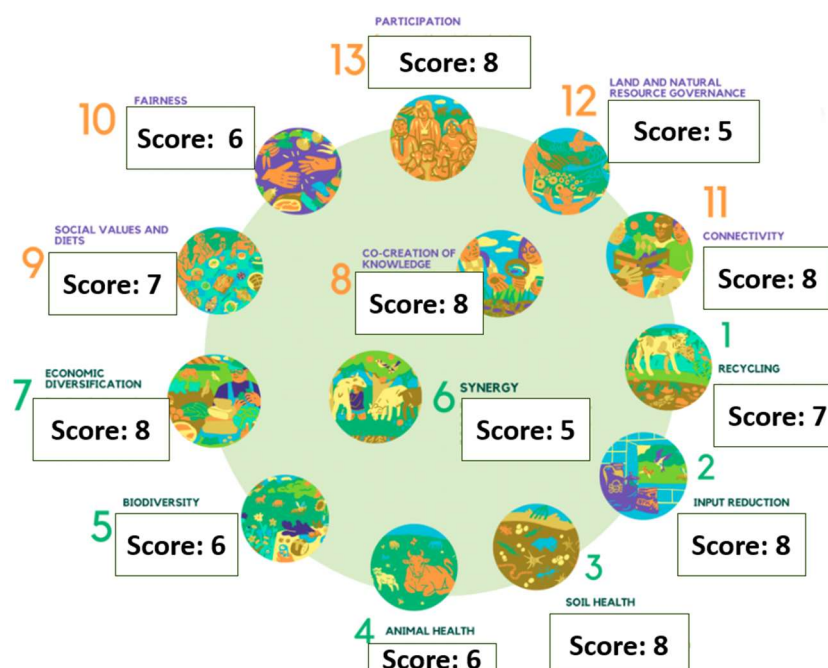 PARTICIPATION
13
Score: 8
12
LAND AND NATURAL
RESOURCE GOVERNANCE
Score: 5
10
FAIRNESS
Score: 6
11
CONNECTIVITY
Score: 8
9
SOCIAL VALUES AND
DIETS
Score: 7
8
CO-CREATION OF
KNOWLEDGE
Score: 8
1
RECYCLING
Score: 7
7
ECONOMIC
DIVERSIFICATION
Score: 8
6
SYNERGY
Score: 5
2
INPUT REDUCTION
Score: 8
5
BIODIVERSITY
Score: 6
3
SOIL HEALTH
Score: 8
4
ANIMAL HEALTH
Score: 6